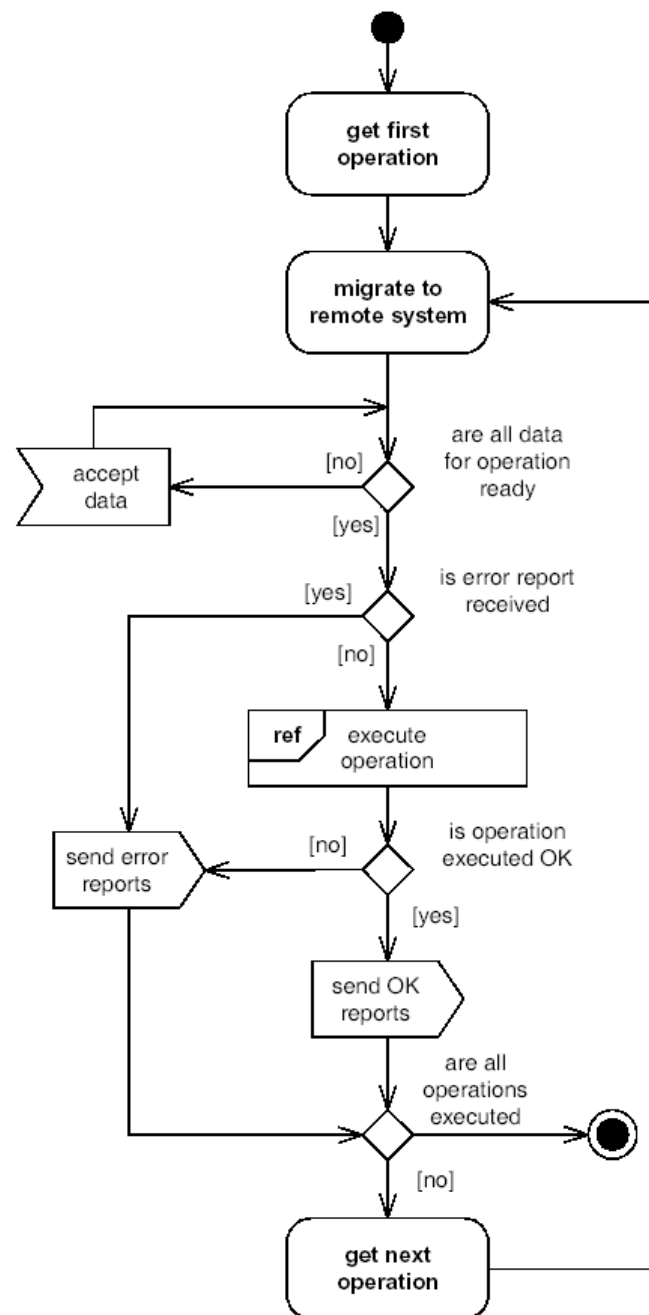 get first
operation
migrate to
remote system
are all data
for operation
ready
[no]
accept
data
[yes]
is error report
received
[yes]
[no]
ref
execute
operation
is operation
executed OK
[no]
send error
reports
[yes]
send OK
reports
are all
operations
executed
[no]
get next
operation